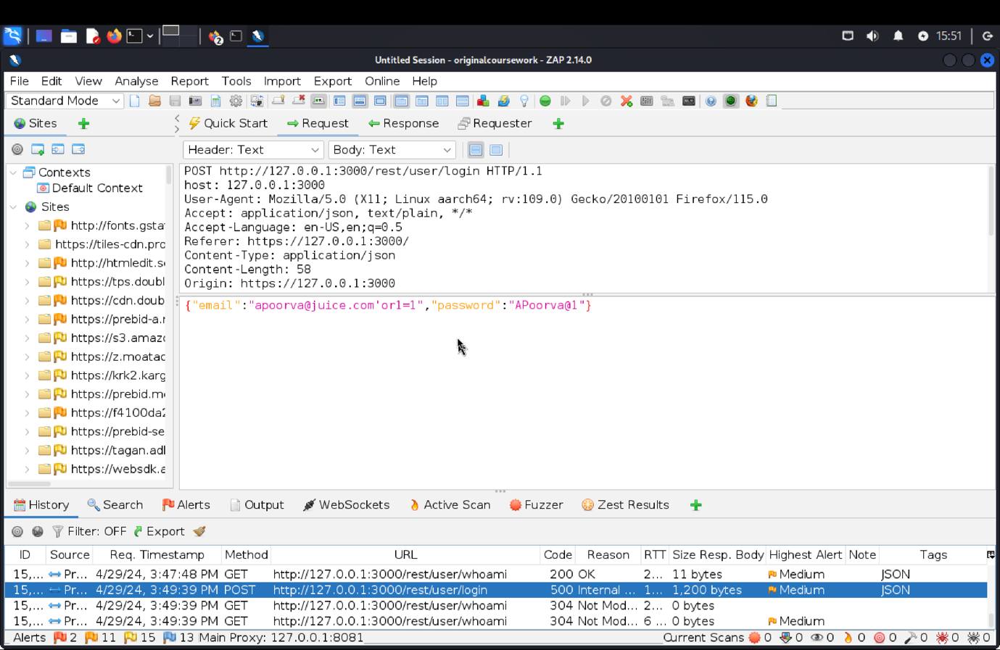 2
15:51
Untitled Session - originalcoursework - ZAP 2.14.0
File Edit View Analyse Report Tools Import Export Online Help
Standard Mode
Sites
Quick Start Request Response Requester
Header: Text Body: Text
Contexts
Default Context
Sites
http://fonts.gsta
https://tiles-cdn.pro
http://htmledit.s
https://tps.doubl
https://cdn.doub
https://prebid-a.r
https://s3.amaz
https://z.moatac
https://krk2.karg
https://prebid.m
https://f4100da2
https://prebid-se
https://tagan.adl
https://websdk.a
POST http://127.0.0.1:3000/rest/user/login HTTP/1.1
host: 127.0.0.1:3000
User-Agent: Mozilla/5.0 (X11; Linux aarch64; rv:109.0) Gecko/20100101 Firefox/115.0
Accept: application/json, text/plain, */*
Accept-Language: en-US,en;q=0.5
Referer: https://127.0.0.1:3000/
Content-Type: application/json
Content-Length: 58
Origin: https://127.0.0.1:3000
{"email":"apoorva@juice.com'or1=1","password":"APoorva@1"}
History Search Alerts Output WebSockets Active Scan Fuzzer Zest Results
Filter: OFF Export
ID Source Req. Timestamp Method URL Code Reason RTT Size Resp. Body Highest Alert Note Tags
15,... Pr... 4/29/24, 3:47:48 PM GET http://127.0.0.1:3000/rest/user/whoami 200 OK 2... 11 bytes Medium JSON
15,... Pr... 4/29/24, 3:49:39 PM POST http://127.0.0.1:3000/rest/user/login 500 Internal ... 1... 1,200 bytes Medium JSON
15,... Pr... 4/29/24, 3:49:39 PM GET http://127.0.0.1:3000/rest/user/whoami 304 Not Mod... 2... 0 bytes
15,... Pr... 4/29/24, 3:49:39 PM GET http://127.0.0.1:3000/rest/user/whoami 304 Not Mod... 6 ... 0 bytes Medium
Alerts 2 11 15 13 Main Proxy: 127.0.0.1:8081 Current Scans 0 0 0 0 0 0 0 0